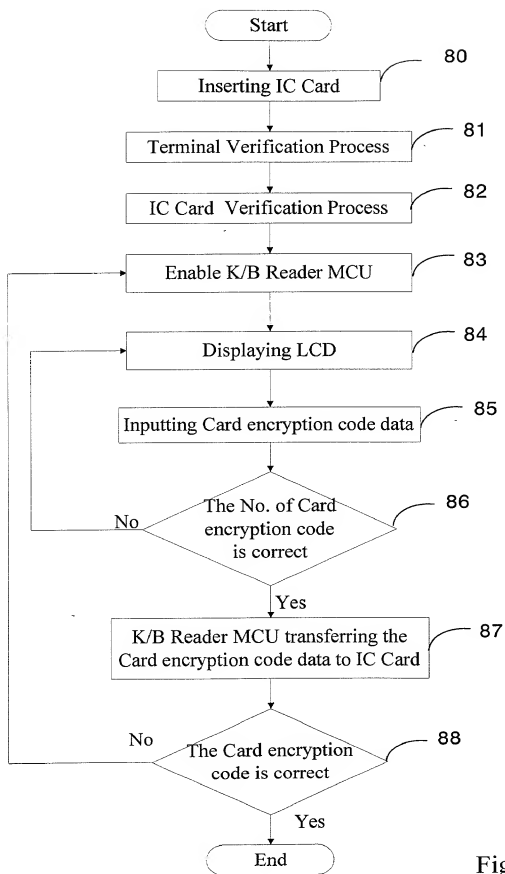 Start
80
Inserting IC Card
81
Terminal Verification Process
82
IC Card Verification Process
83
Enable K/B Reader MCU
84
Displaying LCD
85
Inputting Card encryption code data
86
The No. of Card
encryption code
is correct
No
Yes
87
K/B Reader MCU transferring the
Card encryption code data to IC Card
88
No
The Card encryption
code is correct
Yes
End
Fig